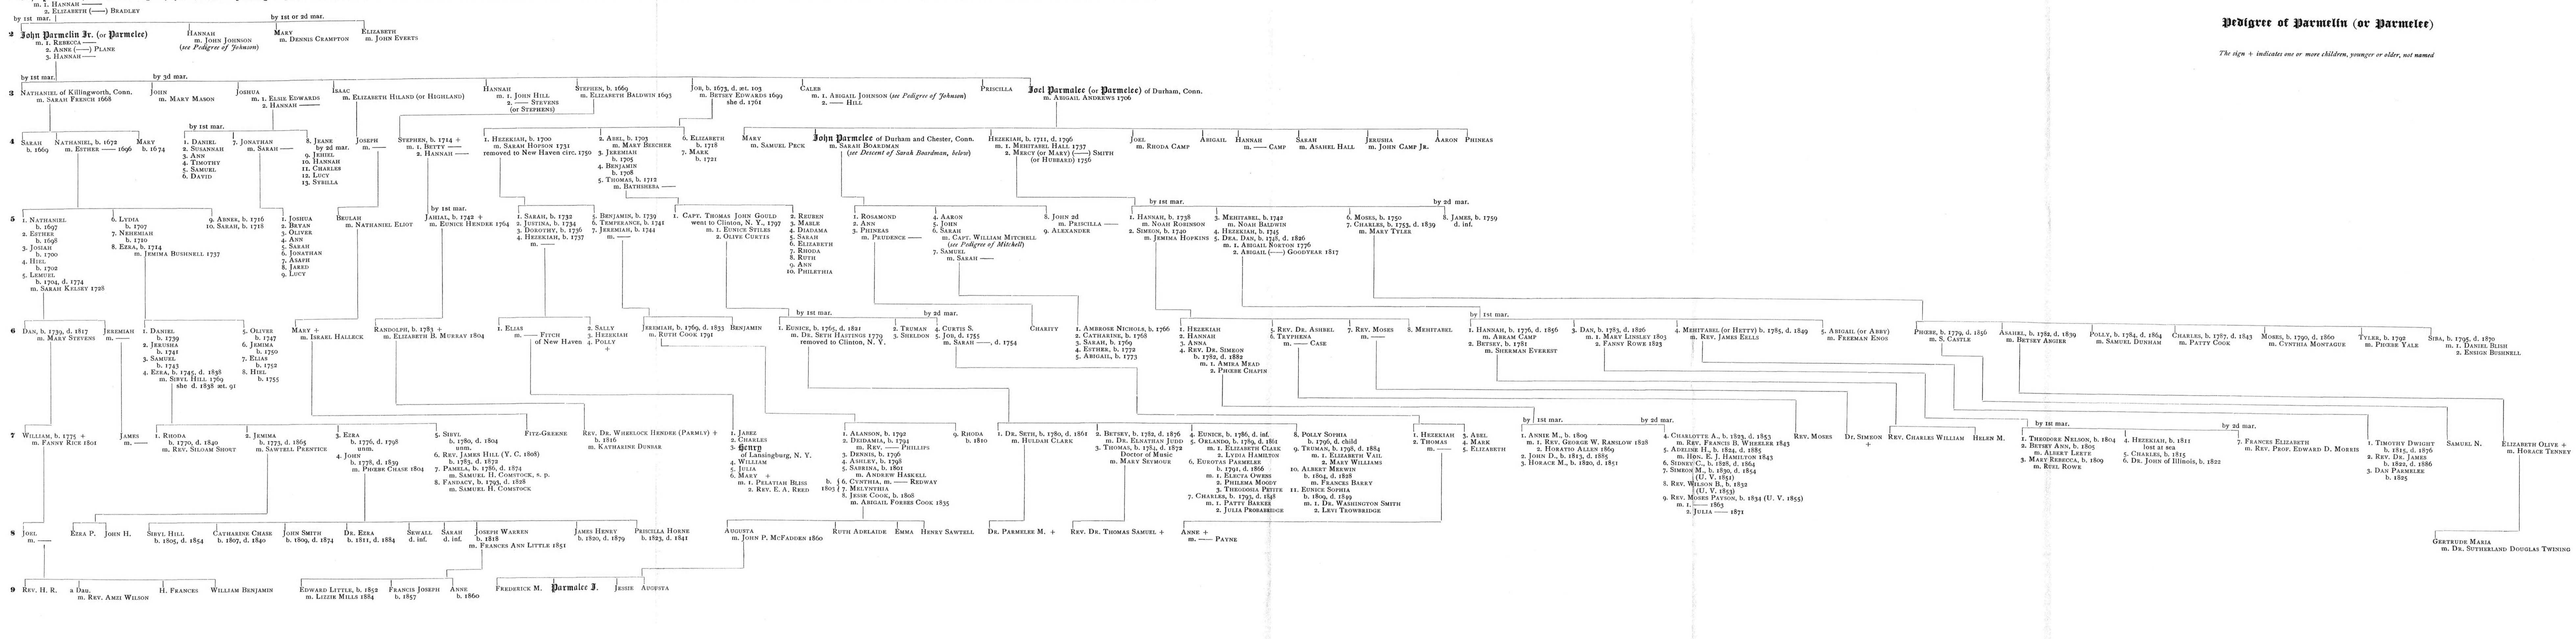 m. 1. HANNAH ——
2. ELIZABETH (——) BRADLEY
Pedigree of Parmelin (or Parmelee)
The sign + indicates one or more children, younger or older, not named
by 1st mar.
by 1st or 2d mar.
2
John Parmelin Jr. (or Parmelee)
m. 1. REBECCA ——
2. ANNE (——) PLANE
3. HANNAH ——
HANNAH
m. JOHN JOHNSON
(see Pedigree of Johnson)
MARY
m. DENNIS CRAMPTON
ELIZABETH
m. JOHN EVERTS
by 1st mar.
by 3d mar.
3
NATHANIEL of Killingworth, Conn.
m. SARAH FRENCH 1668
JOHN
m. MARY MASON
JOSHUA
m. 1. ELSIE EDWARDS
2. HANNAH ——
ISAAC
m. ELIZABETH HILAND (or HIGHLAND)
HANNAH
m. 1. JOHN HILL
2. —— STEVENS
(or STEPHENS)
STEPHEN, b. 1669
m. ELIZABETH BALDWIN 1693
JOB, b. 1673, d. æt. 103
m. BETSEY EDWARDS 1699
she d. 1761
CALEB
m. 1. ABIGAIL JOHNSON (see Pedigree of Johnson)
2. —— HILL
PRISCILLA
Joel Parmalee (or Parmelee) of Durham, Conn.
m. ABIGAIL ANDREWS 1706
4
SARAH
b. 1669
NATHANIEL, b. 1672
m. ESTHER —— 1696
MARY
b. 1674
by 1st mar.
1. DANIEL
2. SUSANNAH
3. ANN
4. TIMOTHY
5. SAMUEL
6. DAVID
7. JONATHAN
m. SARAH ——
8. JEANE
by 2d mar.
9. JEHIEL
10. HANNAH
11. CHARLES
12. LUCY
13. SYBILLA
JOSEPH
m. ——
STEPHEN, b. 1714 +
m. 1. BETTY ——
2. HANNAH ——
1. HEZEKIAH, b. 1700
m. SARAH HOPSON 1731
removed to New Haven circ. 1750
2. ABEL, b. 1703
m. MARY BEECHER
3. JEREMIAH
b. 1705
4. BENJAMIN
b. 1708
5. THOMAS, b. 1712
m. BATHSHEBA ——
6. ELIZABETH
b. 1718
7. MARK
b. 1721
MARY
m. SAMUEL PECK
John Parmelee of Durham and Chester, Conn.
m. SARAH BOARDMAN
(see Descent of Sarah Boardman, below)
HEZEKIAH, b. 1711, d. 1796
m. 1. MEHITABEL HALL 1737
2. MERCY (or MARY) (——) SMITH
(or HUBBARD) 1756
JOEL
m. RHODA CAMP
ABIGAIL
HANNAH
m. —— CAMP
SARAH
m. ASAHEL HALL
JERUSHA
m. JOHN CAMP JR.
AARON
PHINEAS
5
1. NATHANIEL
b. 1697
2. ESTHER
b. 1698
3. JOSIAH
b. 1700
4. HIEL
b. 1702
5. LEMUEL
b. 1704, d. 1774
m. SARAH KELSEY 1728
6. LYDIA
b. 1707
7. NEHEMIAH
b. 1710
8. EZRA, b. 1714
m. JEMIMA BUSHNELL 1737
9. ABNER, b. 1716
10. SARAH, b. 1718
1. JOSHUA
2. BRYAN
3. OLIVER
4. ANN
5. SARAH
6. JONATHAN
7. ASAPH
8. JARED
9. LUCY
BEULAH
m. NATHANIEL ELIOT
by 1st mar.
JAHIAL, b. 1742 +
m. EUNICE HENDER 1764
1. SARAH, b. 1732
2. JUSTINA, b. 1734
3. DOROTHY, b. 1736
4. HEZEKIAH, b. 1737
m. ——
5. BENJAMIN, b. 1739
6. TEMPERANCE, b. 1741
7. JEREMIAH, b. 1744
m. ——
1. CAPT. THOMAS JOHN GOULD
went to Clinton, N. Y., 1797
m. 1. EUNICE STILES
2. OLIVE CURTIS
2. REUBEN
3. MARLE
4. DIADAMA
5. SARAH
6. ELIZABETH
7. RHODA
8. RUTH
9. ANN
10. PHILETHIA
1. ROSAMOND
2. ANN
3. PHINEAS
m. PRUDENCE ——
4. AARON
5. JOHN
6. SARAH
m. CAPT. WILLIAM MITCHELL
(see Pedigree of Mitchell)
7. SAMUEL
m. SARAH ——
8. JOHN 2d
m. PRISCILLA ——
9. ALEXANDER
by 1st mar.
by 2d mar.
1. HANNAH, b. 1738
m. NOAH ROBINSON
2. SIMEON, b. 1740
m. JEMIMA HOPKINS
3. MEHITABEL, b. 1742
m. NOAH BALDWIN
4. HEZEKIAH, b. 1745
5. DEA. DAN, b. 1748, d. 1826
m. 1. ABIGAIL NORTON 1776
2. ABIGAIL (——) GOODYEAR 1817
6. MOSES, b. 1750
7. CHARLES, b. 1753, d. 1839
m. MARY TYLER
8. JAMES, b. 1759
d. inf.
6
DAN, b. 1739, d. 1817
m. MARY STEVENS
JEREMIAH
m. ——
1. DANIEL
b. 1739
2. JERUSHA
b. 1741
3. SAMUEL
b. 1743
4. EZRA, b. 1745, d. 1838
m. SIBYL HILL 1769
she d. 1838 æt. 91
5. OLIVER
b. 1747
6. JEMIMA
b. 1750
7. ELIAS
b. 1752
8. HIEL
b. 1755
MARY +
m. ISRAEL HALLECK
RANDOLPH, b. 1783 +
m. ELIZABETH B. MURRAY 1804
1. ELIAS
m. —— FITCH
of New Haven
2. SALLY
3. HEZEKIAH
4. POLLY
+
JEREMIAH, b. 1769, d. 1833
m. RUTH COOK 1791
BENJAMIN
by 1st mar.
by 2d mar.
1. EUNICE, b. 1765, d. 1821
m. DR. SETH HASTINGS 1779
removed to Clinton, N. Y.
2. TRUMAN
3. SHELDON
4. CURTIS S.
5. JOD, b. 1755
m. SARAH ——, d. 1754
CHARITY
1. AMBROSE NICHOLS, b. 1766
2. CATHARINE, b. 1768
3. SARAH, b. 1769
4. ESTHER, b. 1772
5. ABIGAIL, b. 1773
1. HEZEKIAH
2. HANNAH
3. ANNA
4. REV. DR. SIMEON
b. 1782, d. 1882
m. 1. AMIRA MEAD
2. PHŒBE CHAPIN
5. REV. DR. ASHBEL
6. TRYPHENA
m. —— CASE
7. REV. MOSES
m. ——
8. MEHITABEL
by 1st mar.
1. HANNAH, b. 1776, d. 1856
m. ABRAM CAMP
2. BETSEY, b. 1781
m. SHERMAN EVEREST
3. DAN, b. 1783, d. 1826
m. 1. MARY LINSLEY 1803
2. FANNY ROWE 1823
4. MEHITABEL (or HETTY) b. 1785, d. 1849
m. REV. JAMES EELLS
5. ABIGAIL (or ABBY)
m. FREEMAN ENOS
PHŒBE, b. 1779, d. 1856
m. S. CASTLE
ASAHEL, b. 1782, d. 1839
m. BETSEY ANGIER
POLLY, b. 1784, d. 1864
m. SAMUEL DUNHAM
CHARLES, b. 1787, d. 1843
m. PATTY COOK
MOSES, b. 1790, d. 1860
m. CYNTHIA MONTAGUE
TYLER, b. 1792
m. PHŒBE YALE
SIBA, b. 1795, d. 1870
m. 1. DANIEL BLISH
2. ENSIGN BUSHNELL
7
WILLIAM, b. 1775 +
m. FANNY RICE 1801
JAMES
m. ——
1. RHODA
b. 1770, d. 1840
m. REV. SILOAM SHORT
2. JEMIMA
b. 1773, d. 1865
m. SAWTELL PRENTICE
3. EZRA
b. 1776, d. 1798
unm.
4. JOHN
b. 1778, d. 1839
m. PHŒBE CHASE 1804
5. SIBYL
b. 1780, d. 1804
unm.
6. REV. JAMES HILL (Y. C. 1808)
b. 1783, d. 1872
7. PAMELA, b. 1786, d. 1874
m. SAMUEL H. COMSTOCK, s. p.
8. FANDACY, b. 1793, d. 1828
m. SAMUEL H. COMSTOCK
FITZ-GREENE
REV. DR. WHEELOCK HENDER (PARMLY) +
b. 1816
m. KATHARINE DUNBAR
1. JABEZ
2. CHARLES
3. Henry
of Lansingburg, N. Y.
4. WILLIAM
5. JULIA
6. MARY +
m. 1. PELATIAH BLISS
2. REV. E. A. REED
1. ALANSON, b. 1792
2. DEIDAMIA, b. 1794
m. REV. —— PHILLIPS
3. DENNIS, b. 1796
4. ASHLEY, b. 1798
5. SABRINA, b. 1801
m. ANDREW HASKELL
b. 1803 { 6. CYNTHIA, m. —— REDWAY
7. MELYNTHIA
8. JESSE COOK, b. 1808
m. ABIGAIL FORBES COOK 1835
9. RHODA
b. 1810
1. DR. SETH, b. 1780, d. 1861
m. HULDAH CLARK
2. BETSEY, b. 1782, d. 1876
m. DR. ELNATHAN JUDD
3. THOMAS, b. 1784, d. 1872
Doctor of Music
m. MARY SEYMOUR
4. EUNICE, b. 1786, d. inf.
5. ORLANDO, b. 1789, d. 1861
m. 1. ELIZABETH CLARK
2. LYDIA HAMILTON
6. EUROTAS PARMELEE
b. 1791, d. 1866
m. 1. ELECTA OWENS
2. PHILEMA MOODY
3. THEODOSIA PETTIE
7. CHARLES, b. 1793, d. 1848
m. 1. PATTY BARKER
2. JULIA PROBABRIDGE
8. POLLY SOPHIA
b. 1796, d. child
9. TRUMAN, b. 1798, d. 1884
m. 1. ELIZABETH VAIL
2. MARY WILLIAMS
10. ALBERT MERWIN
b. 1804, d. 1828
m. FRANCES BARRY
11. EUNICE SOPHIA
b. 1809, d. 1849
m. 1. DR. WASHINGTON SMITH
2. LEVI TROWBRIDGE
1. HEZEKIAH
2. THOMAS
m. ——
3. ABEL
4. MARK
5. ELIZABETH
by 1st mar.
by 2d mar.
1. ANNIE M., b. 1809
m. 1. REV. GEORGE W. RANSLOW 1828
2. HORATIO ALLEN 1869
2. JOHN D., b. 1813, d. 1885
3. HORACE M., b. 1820, d. 1851
4. CHARLOTTE A., b. 1823, d. 1853
m. REV. FRANCIS B. WHEELER 1843
5. ADELINE H., b. 1824, d. 1885
m. HON. E. J. HAMILTON 1843
6. SIDNEY C., b. 1828, d. 1864
7. SIMEON M., b. 1830, d. 1854
(U. V. 1851)
8. REV. WILSON B., b. 1832
(U. V. 1853)
9. REV. MOSES PAYSON, b. 1834 (U. V. 1855)
m. 1. —— 1863
2. JULIA —— 1871
REV. MOSES
DR. SIMEON
+
REV. CHARLES WILLIAM
HELEN M.
by 1st mar.
by 2d mar.
1. THEODORE NELSON, b. 1804
2. BETSEY ANN, b. 1805
m. ALBERT LEETE
3. MARY REBECCA, b. 1809
m. RUEL ROWE
4. HEZEKIAH, b. 1811
lost at sea
5. CHARLES, b. 1815
6. DR. JOHN of Illinois, b. 1822
7. FRANCES ELIZABETH
m. REV. PROF. EDWARD D. MORRIS
1. TIMOTHY DWIGHT
b. 1815, d. 1876
2. REV. DR. JAMES
b. 1822, d. 1886
3. DAN PARMELEE
b. 1825
SAMUEL N.
ELIZABETH OLIVE +
m. HORACE TENNEY
8
JOEL
m. ——
EZRA P.
JOHN H.
SIBYL HILL
b. 1805, d. 1854
CATHARINE CHASE
b. 1807, d. 1840
JOHN SMITH
b. 1809, d. 1874
DR. EZRA
b. 1811, d. 1884
SEWALL
d. inf.
SARAH
d. inf.
JOSEPH WARREN
b. 1818
m. FRANCES ANN LITTLE 1851
JAMES HENRY
b. 1820, d. 1879
PRISCILLA HORNE
b. 1823, d. 1841
AUGUSTA
m. JOHN P. MCFADDEN 1860
RUTH ADELAIDE
EMMA
HENRY SAWTELL
DR. PARMELEE M. +
REV. DR. THOMAS SAMUEL +
ANNE +
m. —— PAYNE
GERTRUDE MARIA
m. DR. SUTHERLAND DOUGLAS TWINING
9
REV. H. R.
a Dau.
m. REV. AMZI WILSON
H. FRANCES
WILLIAM BENJAMIN
EDWARD LITTLE, b. 1852
m. LIZZIE MILLS 1884
FRANCIS JOSEPH
b. 1857
ANNE
b. 1860
FREDERICK M.
Parmalee J.
JESSIE
AUGUSTA